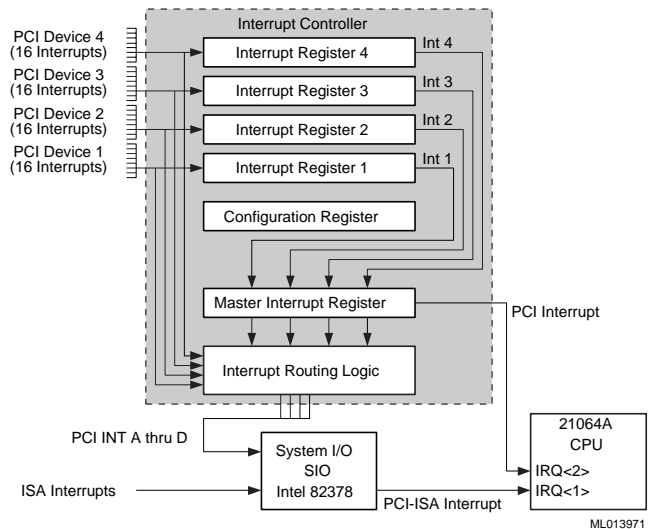 Interrupt Controller
PCI Device 4
(16 Interrupts)
Interrupt Register 4
Int 4
PCI Device 3
(16 Interrupts)
Interrupt Register 3
Int 3
PCI Device 2
(16 Interrupts)
Interrupt Register 2
Int 2
PCI Device 1
(16 Interrupts)
Interrupt Register 1
Int 1
Configuration Register
Master Interrupt Register
PCI Interrupt
Interrupt Routing Logic
PCI INT A thru D
System I/O
SIO
Intel 82378
ISA Interrupts
PCI-ISA Interrupt
21064A
CPU
IRQ<2>
IRQ<1>
ML013971